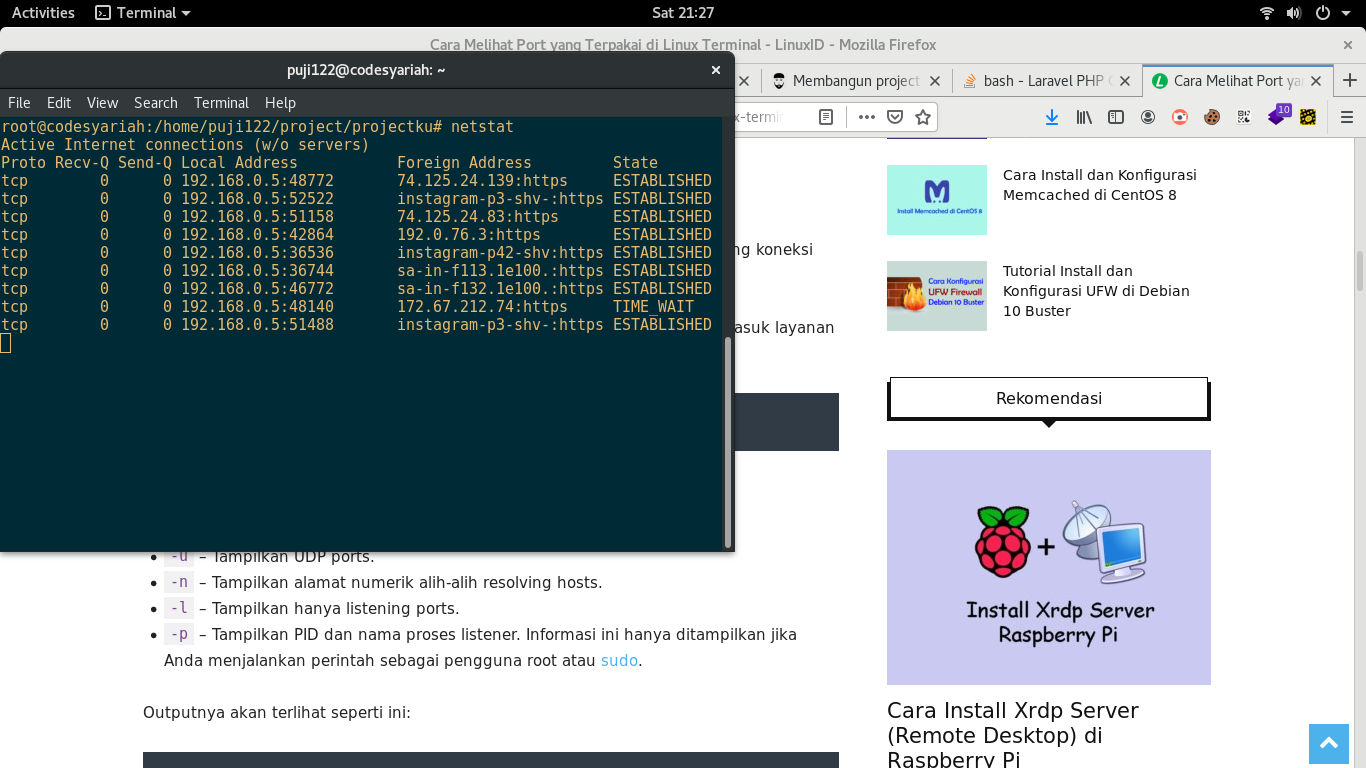 Activities Terminal Sat 21:27
Cara Melihat Port yang Terpakai di Linux Terminal - LinuxID - Mozilla Firefox
puji122@codesyariah: ~
Membangun project bash - Laravel PHP Cara Melihat Port ya
File Edit View Search Terminal Help
x-termin
10
root@codesyariah:/home/puji122/project/projectku# netstat
Active Internet connections (w/o servers)
Proto Recv-Q Send-Q Local Address Foreign Address State
tcp 0 0 192.168.0.5:48772 74.125.24.139:https ESTABLISHED
tcp 0 0 192.168.0.5:52522 instagram-p3-shv-:https ESTABLISHED
tcp 0 0 192.168.0.5:51158 74.125.24.83:https ESTABLISHED
tcp 0 0 192.168.0.5:42864 192.0.76.3:https ESTABLISHED
tcp 0 0 192.168.0.5:36536 instagram-p42-shv:https ESTABLISHED
tcp 0 0 192.168.0.5:36744 sa-in-f113.1e100.:https ESTABLISHED
tcp 0 0 192.168.0.5:46772 sa-in-f132.1e100.:https ESTABLISHED
tcp 0 0 192.168.0.5:48140 172.67.212.74:https TIME_WAIT
tcp 0 0 192.168.0.5:51488 instagram-p3-shv-:https ESTABLISHED
ng koneksi
asuk layanan
-u – Tampilkan UDP ports.
-n – Tampilkan alamat numerik alih-alih resolving hosts.
-l – Tampilkan hanya listening ports.
-p – Tampilkan PID dan nama proses listener. Informasi ini hanya ditampilkan jika
Anda menjalankan perintah sebagai pengguna root atau sudo.
Outputnya akan terlihat seperti ini:
Install Memcached di CentOS 8
Cara Install dan Konfigurasi
Memcached di CentOS 8
Cara Konfigurasi
UFW Firewall
Debian 10 Buster
Tutorial Install dan
Konfigurasi UFW di Debian
10 Buster
Rekomendasi
+
Install Xrdp Server
Raspberry Pi
Cara Install Xrdp Server
(Remote Desktop) di
Raspberry Pi